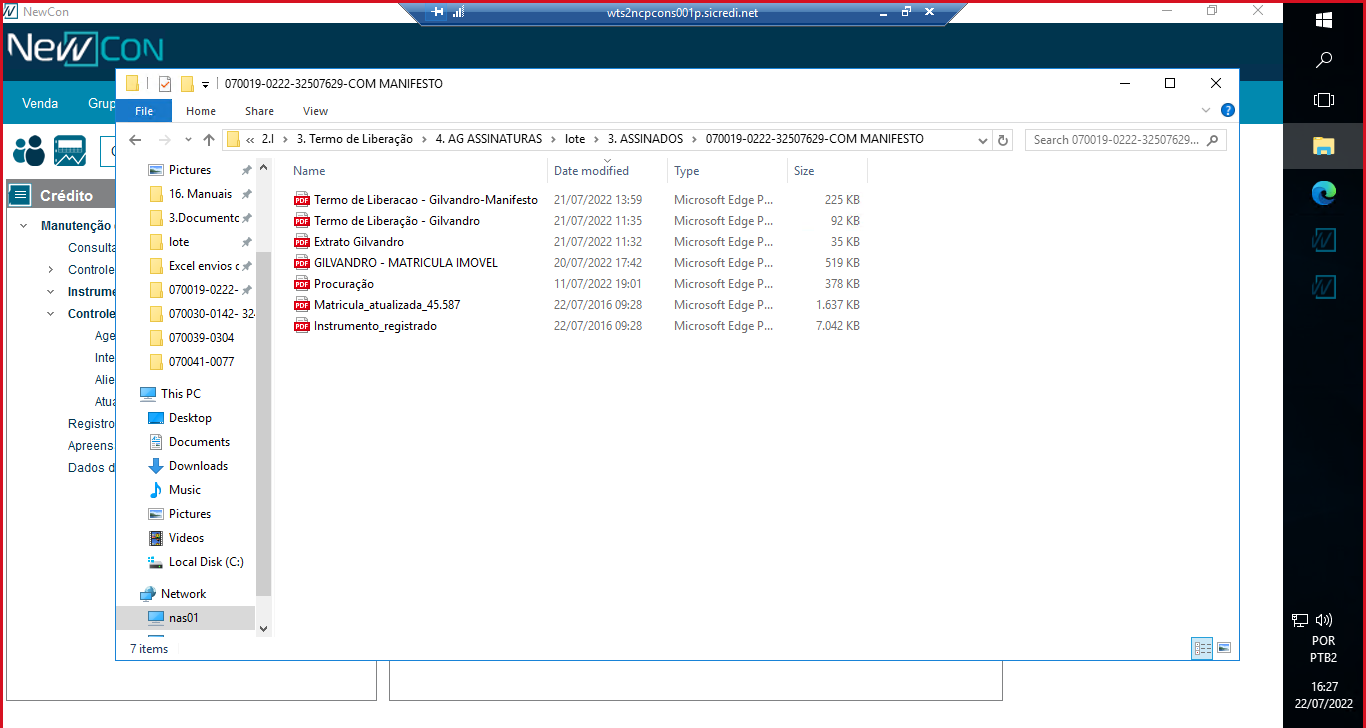 NewCon
wts2ncpcons001p.sicredi.net
NewCon
Venda
Grup
070019-0222-32507629-COM MANIFESTO
File Home Share View
« 2.I > 3. Termo de Liberação > 4. AG ASSINATURAS > lote > 3. ASSINADOS > 070019-0222-32507629-COM MANIFESTO
Search 070019-0222-32507629...
Crédito
Manutenção
Consulta
Controle
Instrume
Controle
Age
Inte
Alie
Atua
Registro
Apreens
Dados d
Pictures
16. Manuais
3.Documento
lote
Excel envios c
070019-0222-
070030-0142- 324
070039-0304
070041-0077
This PC
Desktop
Documents
Downloads
Music
Pictures
Videos
Local Disk (C:)
Network
nas01
Name Date modified Type Size
Termo de Liberacao - Gilvandro-Manifesto 21/07/2022 13:59 Microsoft Edge P... 225 KB
Termo de Liberação - Gilvandro 21/07/2022 11:35 Microsoft Edge P... 92 KB
Extrato Gilvandro 21/07/2022 11:32 Microsoft Edge P... 35 KB
GILVANDRO - MATRICULA IMOVEL 20/07/2022 17:42 Microsoft Edge P... 519 KB
Procuração 11/07/2022 19:01 Microsoft Edge P... 378 KB
Matricula_atualizada_45.587 22/07/2016 09:28 Microsoft Edge P... 1.637 KB
Instrumento_registrado 22/07/2016 09:28 Microsoft Edge P... 7.042 KB
7 items
POR
PTB2
16:27
22/07/2022